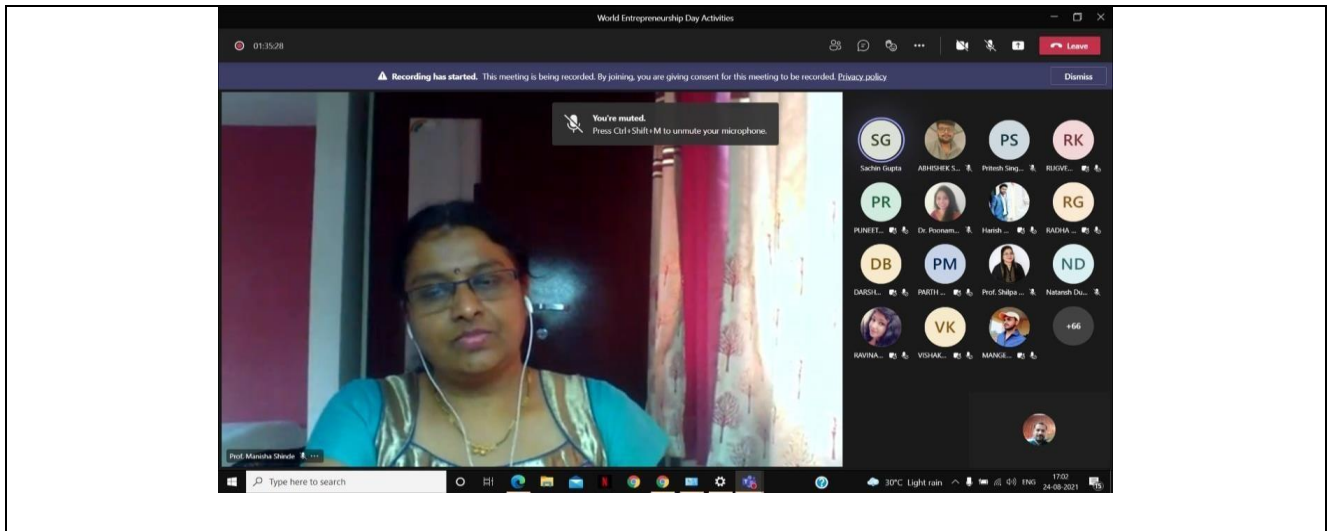 World Entrepreneurship Day Activities
01:35:28
Leave
Recording has started. This meeting is being recorded. By joining, you are giving consent for this meeting to be recorded. Privacy policy
Dismiss
You're muted.
Press Ctrl+Shift+M to unmute your microphone.
SG
PS
RK
Sachin Gupta
ABHISHEK S...
Pritesh Sing...
RUGVE...
PR
RG
PUNEET...
Dr. Poonam...
Harish ...
RADHA ...
DB
PM
ND
DARSH...
PARTH ...
Prof. Shilpa ...
Natansh Du...
VK
+66
RAVINA...
VISHAK...
MANGE...
Prof. Manisha Shinde
Type here to search
30°C Light rain
ENG
17:02
24-08-2021
15